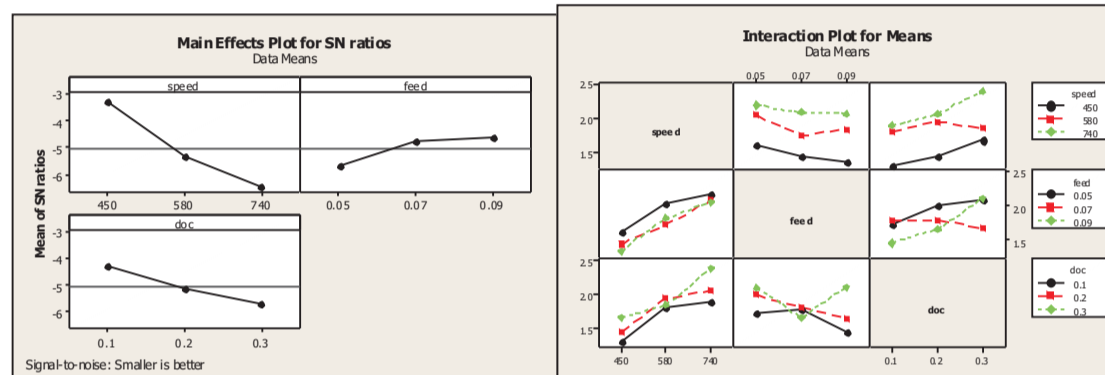 Main Effects Plot for SN ratios
Data Means
speed
feed
-3
-4
-5
-6
Mean of SN ratios
450 580 740 0.05 0.07 0.09
doc
-3
-4
-5
-6
0.1 0.2 0.3
Signal-to-noise: Smaller is better
Interaction Plot for Means
Data Means
0.05 0.07 0.09
2.5
2.0
1.5
speed
speed
450
580
740
feed
2.5
2.0
1.5
feed
0.05
0.07
0.09
2.5
2.0
1.5
doc
doc
0.1
0.2
0.3
450 580 740 0.1 0.2 0.3